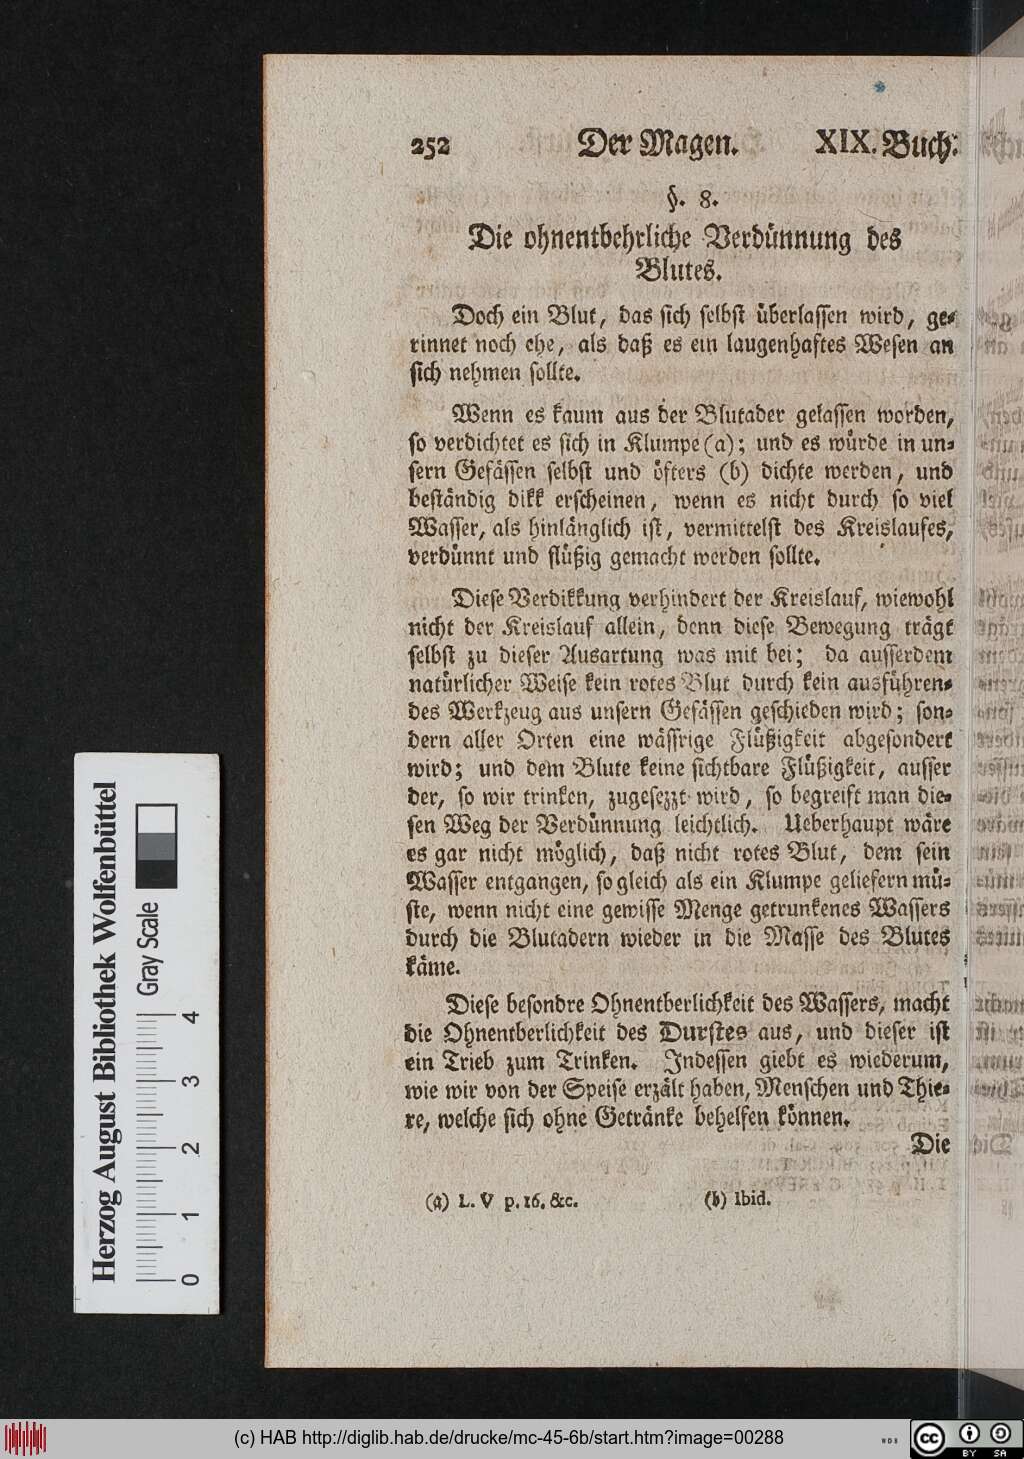 252 Der Magen. XIX. Buch.
§. 8.
Die ohnentbehrliche Verdünnung des
Blutes.
Doch ein Blut, das sich selbst überlassen wird, ge-
rinnet noch ehe, als daß es ein laugenhaftes Wesen an
sich nehmen sollte.
Wenn es kaum aus der Blutader gelassen worden,
so verdichtet es sich in Klumpe (a); und es würde in un-
sern Gefässen selbst und öfters (b) dichte werden, und
beständig dikk erscheinen, wenn es nicht durch so viel
Wasser, als hinlänglich ist, vermittelst des Kreislaufes,
verdünnt und flüßig gemacht werden sollte.
Diese Verdikkung verhindert der Kreislauf, wiewohl
nicht der Kreislauf allein, denn diese Bewegung trägt
selbst zu dieser Ausartung was mit bei; da ausserdem
natürlicher Weise kein rotes Blut durch kein ausführen-
des Werkzeug aus unsern Gefässen geschieden wird; son-
dern aller Orten eine wässrige Flüßigkeit abgesondert
wird; und dem Blute keine sichtbare Flüßigkeit, ausser
der, so wir trinken, zugesezzt wird, so begreift man die-
sen Weg der Verdünnung leichtlich. Ueberhaupt wäre
es gar nicht möglich, daß nicht rotes Blut, dem sein
Wasser entgangen, so gleich als ein Klumpe geliefern mü-
ste, wenn nicht eine gewisse Menge getrunkenes Wassers
durch die Blutadern wieder in die Masse des Blutes
käme.
Diese besondre Ohnentberlichkeit des Wassers, macht
die Ohnentberlichkeit des Durstes aus, und dieser ist
ein Trieb zum Trinken. Indessen giebt es wiederum,
wie wir von der Speise erzält haben, Menschen und Thie-
re, welche sich ohne Getränke behelfen können.
Die
(a) L. V p. 16. &c. (b) Ibid.
Herzog August Bibliothek Wolfenbüttel
Gray Scale
0 1 2 3 4
(c) HAB http://diglib.hab.de/drucke/mc-45-6b/start.htm?image=00288
WDB
cc BY SA